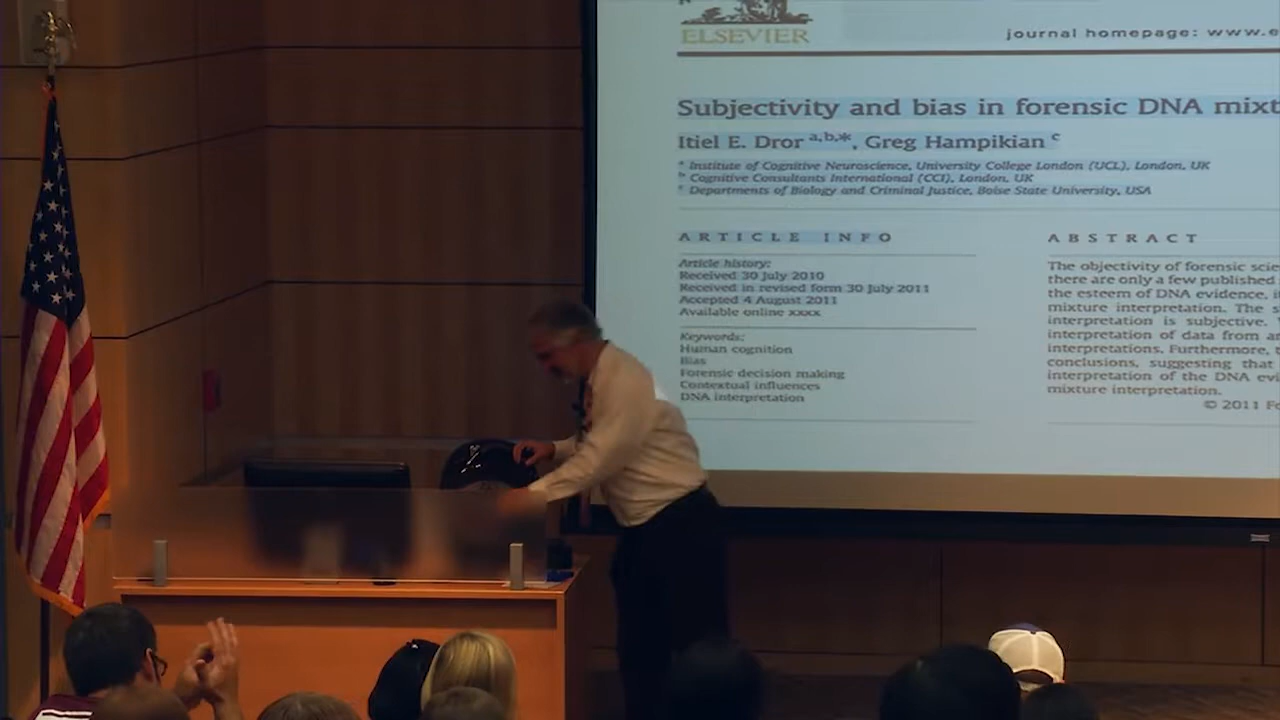 ELSEVIER
journal homepage: www.e
Subjectivity and bias in forensic DNA mixt
Itiel E. Dror a,b,*, Greg Hampikian c
a Institute of Cognitive Neuroscience, University College London (UCL), London, UK
b Cognitive Consultants International (CCI), London, UK
c Departments of Biology and Criminal Justice, Boise State University, USA
ARTICLE INFO
Article history:
Received 30 July 2010
Received in revised form 30 July 2011
Accepted 4 August 2011
Available online xxxx
Keywords:
Human cognition
Bias
Forensic decision making
Contextual influences
DNA interpretation
ABSTRACT
The objectivity of forensic scie
there are only a few published
the esteem of DNA evidence, i
mixture interpretation. The s
interpretation is subjective.
interpretation of data from a
interpretations. Furthermore,
conclusions, suggesting that
interpretation of the DNA evi
mixture interpretation.
© 2011 Fo